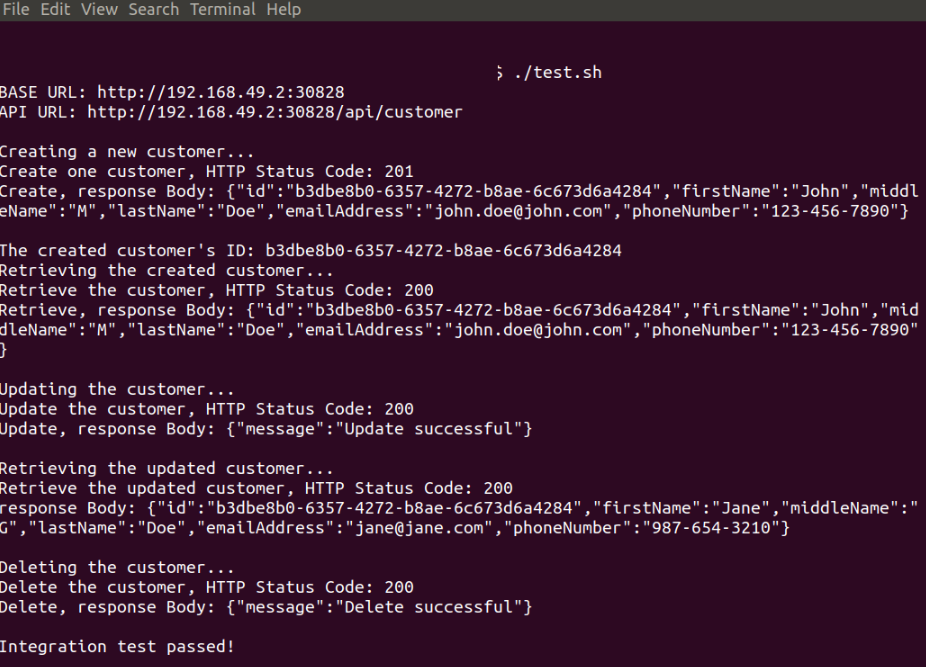 File Edit View Search Terminal Help
$ ./test.sh
BASE URL: http://192.168.49.2:30828
API URL: http://192.168.49.2:30828/api/customer
Creating a new customer...
Create one customer, HTTP Status Code: 201
Create, response Body: {"id":"b3dbe8b0-6357-4272-b8ae-6c673d6a4284","firstName":"John","middl
eName":"M","lastName":"Doe","emailAddress":"john.doe@john.com","phoneNumber":"123-456-7890"}
The created customer's ID: b3dbe8b0-6357-4272-b8ae-6c673d6a4284
Retrieving the created customer...
Retrieve the customer, HTTP Status Code: 200
Retrieve, response Body: {"id":"b3dbe8b0-6357-4272-b8ae-6c673d6a4284","firstName":"John","mid
dleName":"M","lastName":"Doe","emailAddress":"john.doe@john.com","phoneNumber":"123-456-7890"
}
Updating the customer...
Update the customer, HTTP Status Code: 200
Update, response Body: {"message":"Update successful"}
Retrieving the updated customer...
Retrieve the updated customer, HTTP Status Code: 200
response Body: {"id":"b3dbe8b0-6357-4272-b8ae-6c673d6a4284","firstName":"Jane","middleName":"
G","lastName":"Doe","emailAddress":"jane@jane.com","phoneNumber":"987-654-3210"}
Deleting the customer...
Delete the customer, HTTP Status Code: 200
Delete, response Body: {"message":"Delete successful"}
Integration test passed!